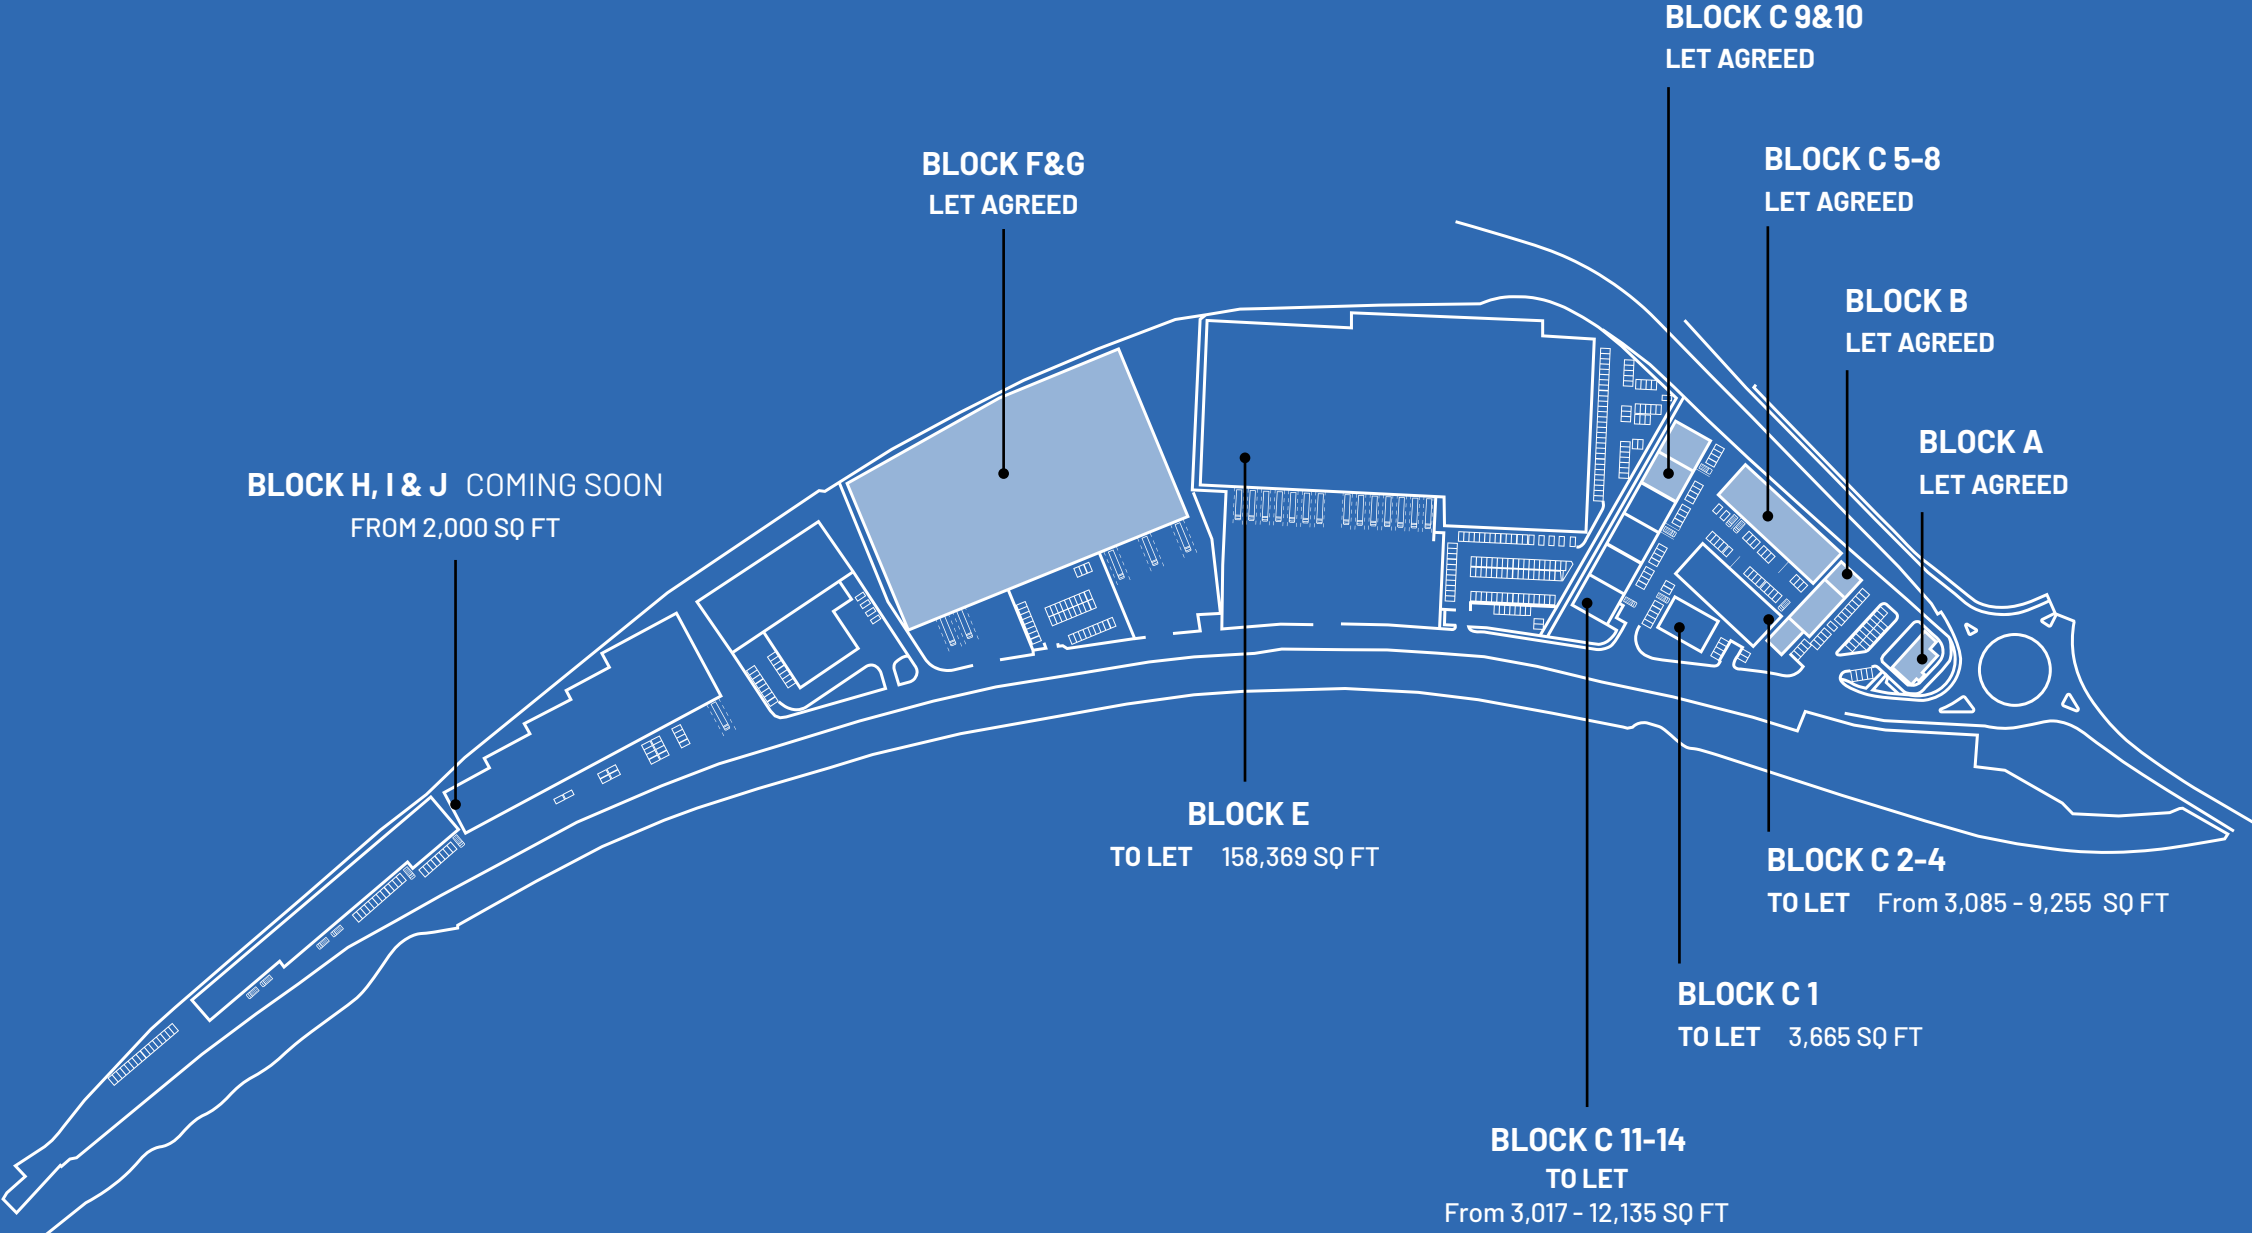 BLOCK C 9&10
LET AGREED
BLOCK F&G
LET AGREED
BLOCK C 5-8
LET AGREED
BLOCK B
LET AGREED
BLOCK A
LET AGREED
BLOCK H, I & J COMING SOON
FROM 2,000 SQ FT
BLOCK E
TO LET 158,369 SQ FT
BLOCK C 2-4
TO LET From 3,085 - 9,255 SQ FT
BLOCK C 1
TO LET 3,665 SQ FT
BLOCK C 11-14
TO LET
From 3,017 - 12,135 SQ FT